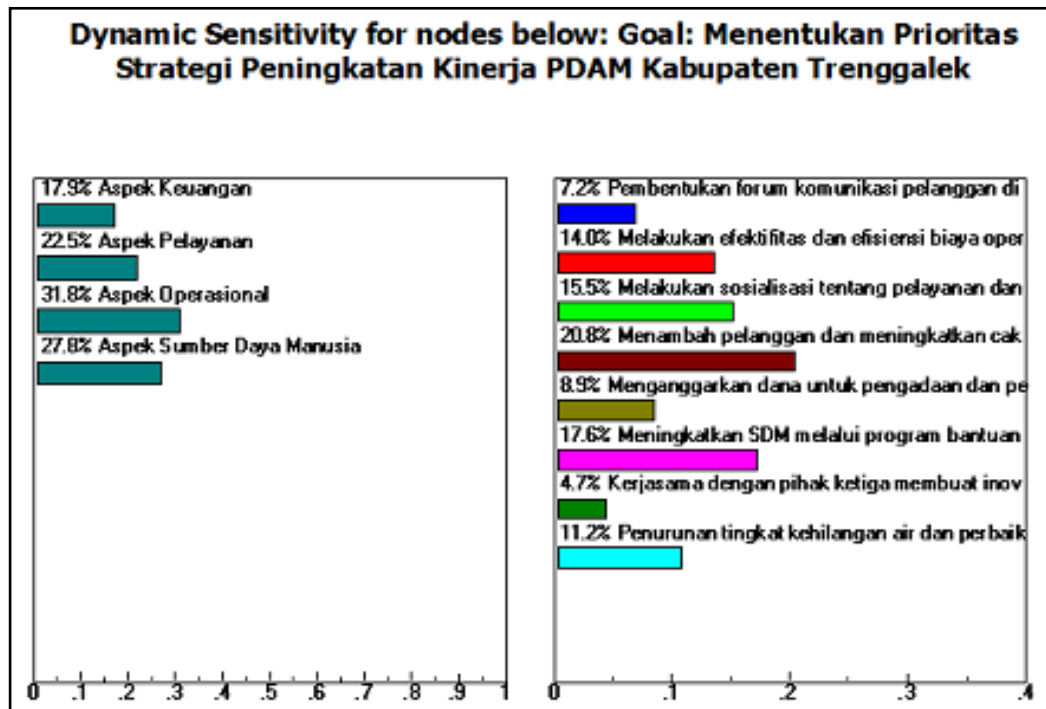 Dynamic Sensitivity for nodes below: Goal: Menentukan Prioritas
Strategi Peningkatan Kinerja PDAM Kabupaten Trenggalek
17.9% Aspek Keuangan
22.5% Aspek Pelayanan
31.8% Aspek Operasional
27.8% Aspek Sumber Daya Manusia
0 .1 .2 .3 .4 .5 .6 .7 .8 .9 1
7.2% Pembentukan forum komunikasi pelanggan di
14.0% Melakukan efektifitas dan efisiensi biaya oper
15.5% Melakukan sosialisasi tentang pelayanan dan
20.8% Menambah pelanggan dan meningkatkan cak
8.9% Menganggarkan dana untuk pengadaan dan pe
17.6% Meningkatkan SDM melalui program bantuan
4.7% Kerjasama dengan pihak ketiga membuat inov
11.2% Penurunan tingkat kehilangan air dan perbaik
0 .1 .2 .3 .4